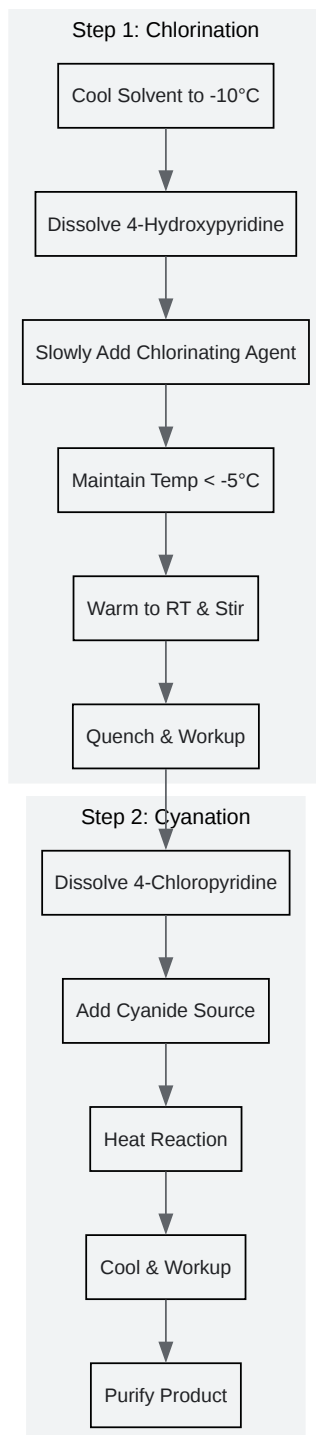 Step 1: Chlorination
Cool Solvent to -10°C
Dissolve 4-Hydroxypyridine
Slowly Add Chlorinating Agent
Maintain Temp < -5°C
Warm to RT & Stir
Quench & Workup
Step 2: Cyanation
Dissolve 4-Chloropyridine
Add Cyanide Source
Heat Reaction
Cool & Workup
Purify Product